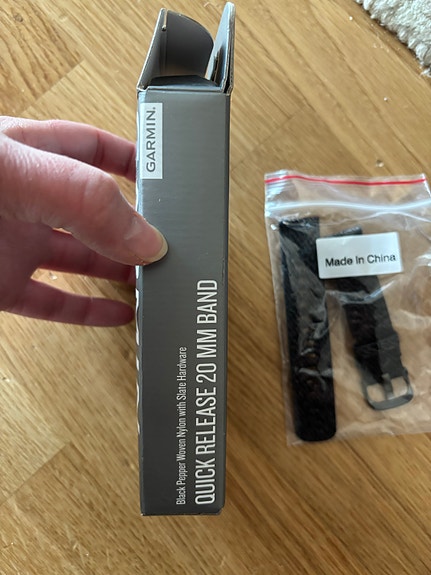 GARMIN.
Black Pepper Woven Nylon with Slate Hardware
QUICK RELEASE 20 MM BAND
Made In China